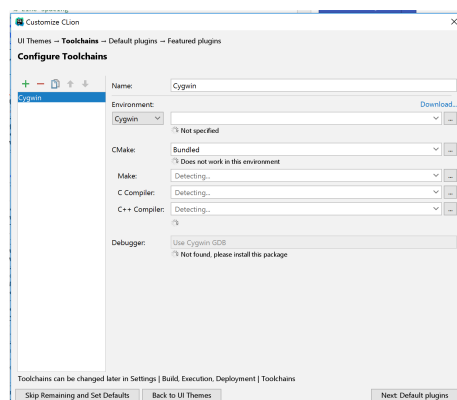 Customize CLion
UI Themes → Toolchains → Default plugins → Featured plugins
Configure Toolchains
Cygwin
Name: Cygwin
Environment: Download...
Cygwin
Not specified
CMake: Bundled
Does not work in this environment
Make: Detecting...
C Compiler: Detecting...
C++ Compiler: Detecting...
Debugger: Use Cygwin GDB
Not found, please install this package
Toolchains can be changed later in Settings | Build, Execution, Deployment | Toolchains
Skip Remaining and Set Defaults Back to UI Themes Next: Default plugins